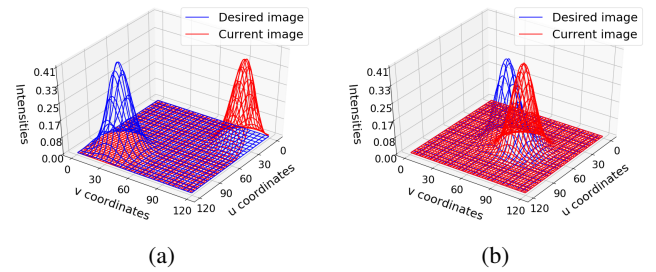 Desired image
Current image
0.41
0.33
0.25
0.17
0.08
0.00
Intensities
0
30
60
90
120
v coordinates
0
30
60
90
120
u coordinates
(a)
Desired image
Current image
0.41
0.33
0.25
0.17
0.08
0.00
Intensities
0
30
60
90
120
v coordinates
0
30
60
90
120
u coordinates
(b)